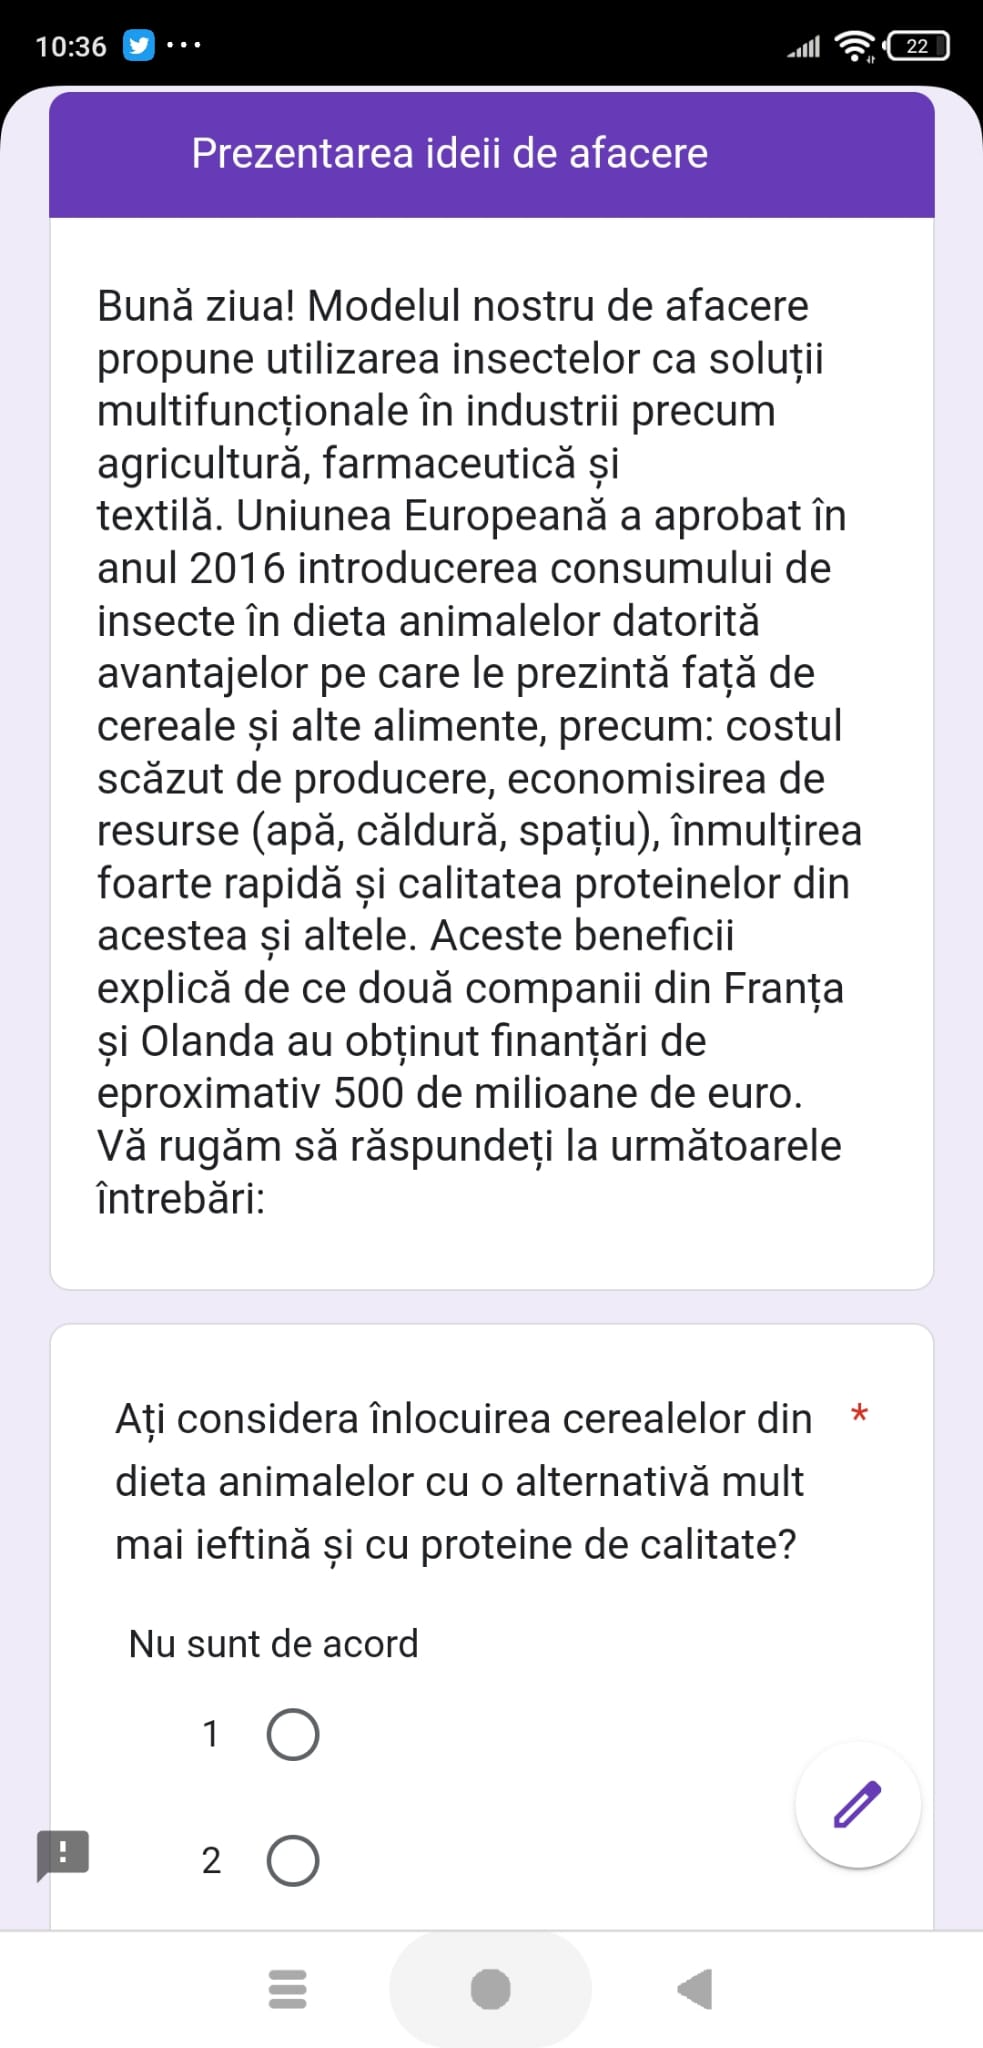 10:36
22
Prezentarea ideii de afacere
Bună ziua! Modelul nostru de afacere
propune utilizarea insectelor ca soluții
multifuncționale în industrii precum
agricultură, farmaceutică și
textilă. Uniunea Europeană a aprobat în
anul 2016 introducerea consumului de
insecte în dieta animalelor datorită
avantajelor pe care le prezintă față de
cereale și alte alimente, precum: costul
scăzut de producere, economisirea de
resurse (apă, căldură, spațiu), înmulțirea
foarte rapidă și calitatea proteinelor din
acestea și altele. Aceste beneficii
explică de ce două companii din Franța
și Olanda au obținut finanțări de
eproximativ 500 de milioane de euro.
Vă rugăm să răspundeți la următoarele
întrebări:
Ați considera înlocuirea cerealelor din *
dieta animalelor cu o alternativă mult
mai ieftină și cu proteine de calitate?
Nu sunt de acord
1
2